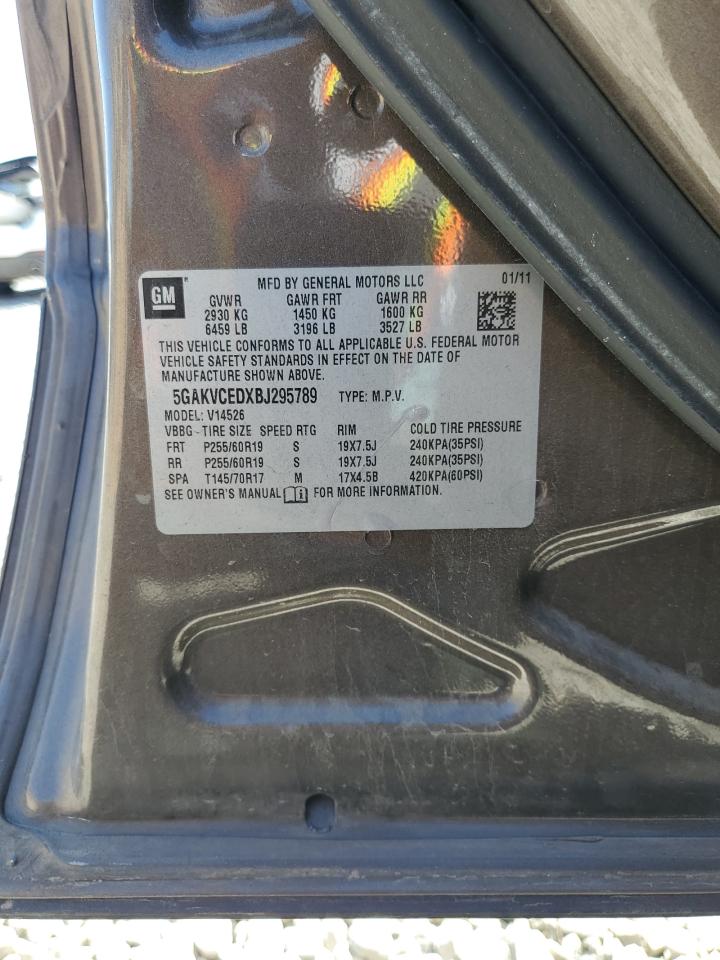 GM ® MFD BY GENERAL MOTORS LLC 01/11
GVWR GAWR FRT GAWR RR
2930 KG 1450 KG 1600 KG
6459 LB 3196 LB 3527 LB
THIS VEHICLE CONFORMS TO ALL APPLICABLE U.S. FEDERAL MOTOR
VEHICLE SAFETY STANDARDS IN EFFECT ON THE DATE OF
MANUFACTURE SHOWN ABOVE.
5GAKVCEDXBJ295789 TYPE: M.P.V.
MODEL: V14526
VBBG - TIRE SIZE SPEED RTG RIM COLD TIRE PRESSURE
FRT P255/60R19 S 19X7.5J 240KPA(35PSI)
RR P255/60R19 S 19X7.5J 240KPA(35PSI)
SPA T145/70R17 M 17X4.5B 420KPA(60PSI)
SEE OWNER'S MANUAL FOR MORE INFORMATION.